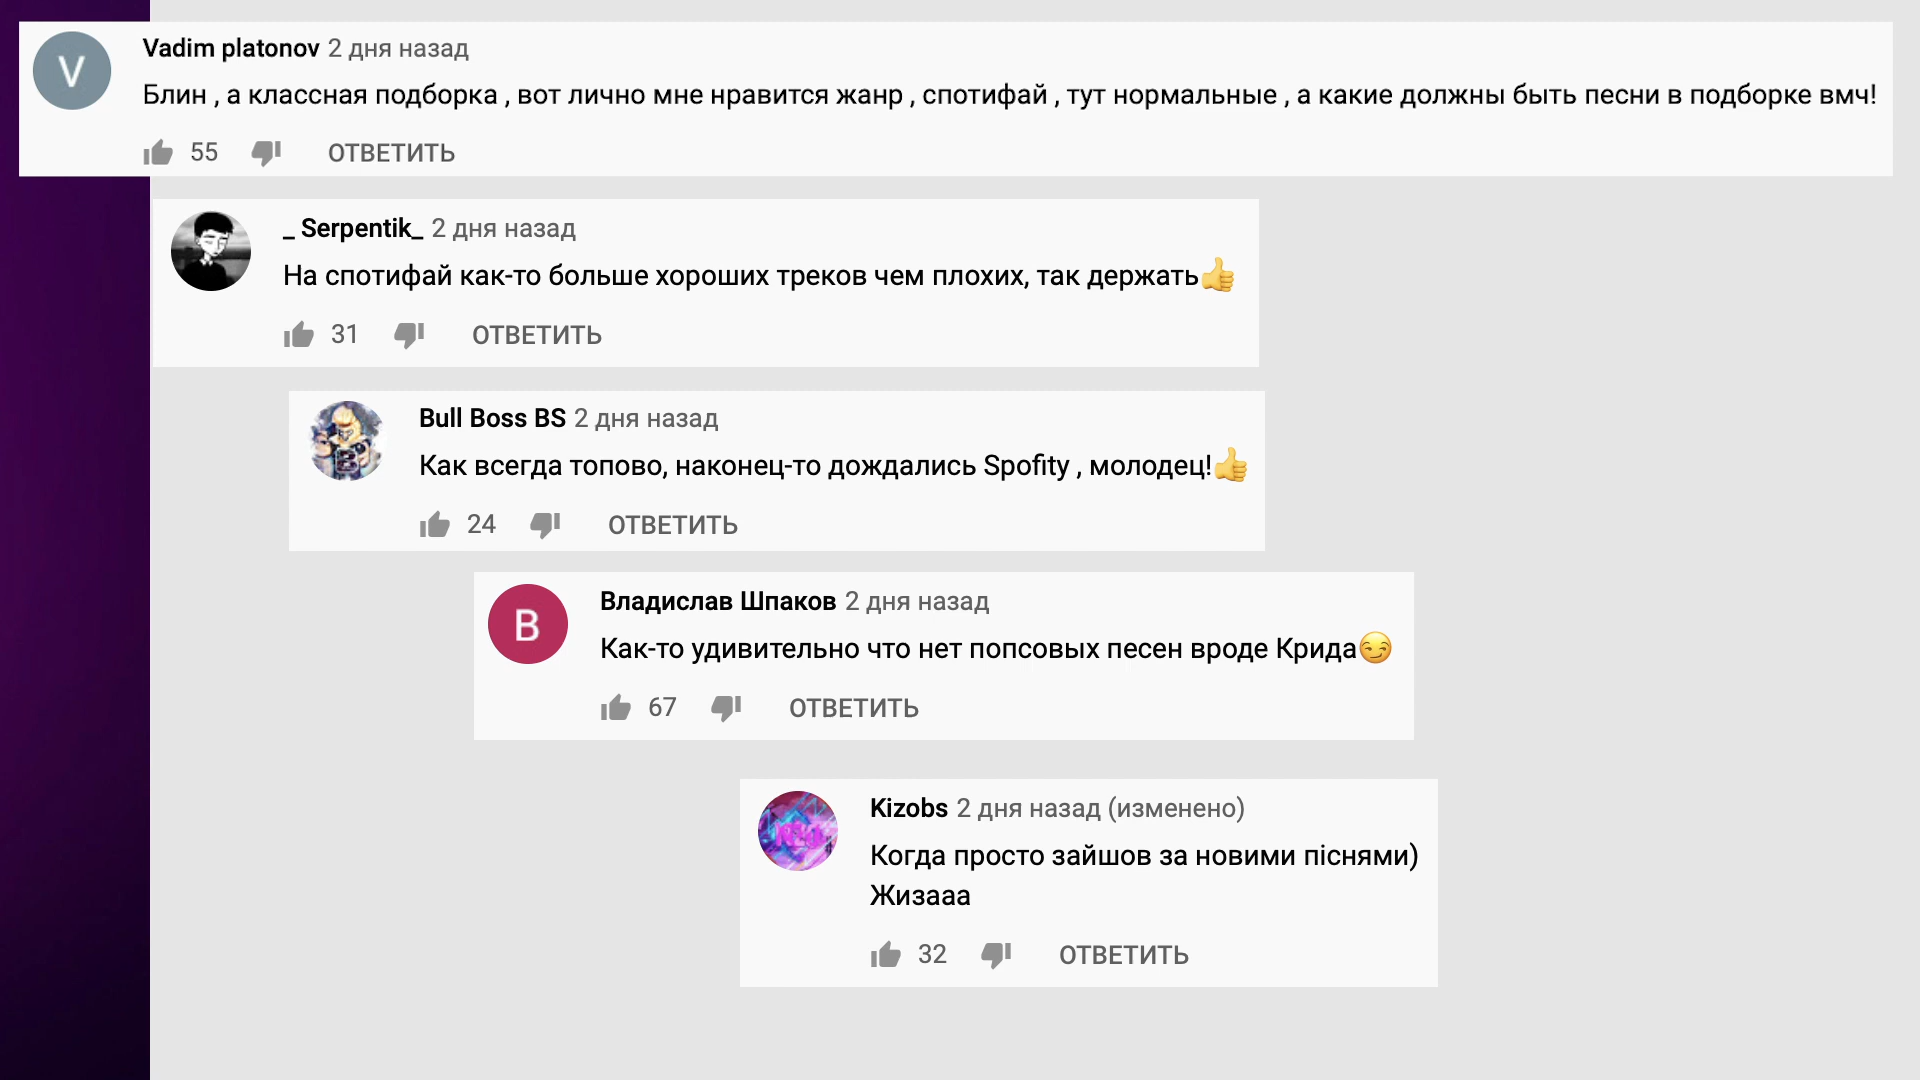 V
Vadim platonov 2 дня назад
Блин , а классная подборка , вот лично мне нравится жанр , спотифай , тут нормальные , а какие должны быть песни в подборке вмч!
55 ОТВЕТИТЬ
_ Serpentik_ 2 дня назад
На спотифай как-то больше хороших треков чем плохих, так держать👍
31 ОТВЕТИТЬ
Bull Boss BS 2 дня назад
Как всегда топово, наконец-то дождались Spofity , молодец!👍
24 ОТВЕТИТЬ
В
Владислав Шпаков 2 дня назад
Как-то удивительно что нет попсовых песен вроде Крида😏
67 ОТВЕТИТЬ
Kizobs 2 дня назад (изменено)
Когда просто зайшов за новими піснями)
Жизааа
32 ОТВЕТИТЬ